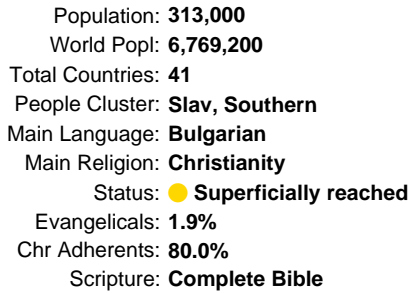 Population: 313,000
World Popl: 6,769,200
Total Countries: 41
People Cluster: Slav, Southern
Main Language: Bulgarian
Main Religion: Christianity
Status: Superficially reached
Evangelicals: 1.9%
Chr Adherents: 80.0%
Scripture: Complete Bible